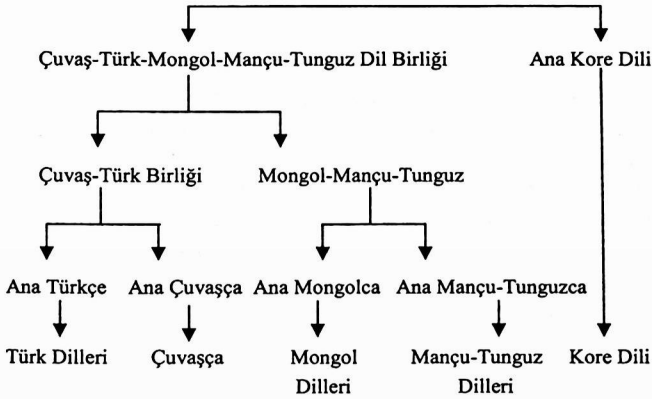 Çuvaş-Türk-Mongol-Mançu-Tunguz Dil Birliği Ana Kore Dili
Çuvaş-Türk Birliği Mongol-Mançu-Tunguz
Ana Türkçe Ana Çuvaşca Ana Mongolca Ana Mançu-Tunguzca
Türk Dilleri Çuvaşça Mongol Mançu-Tunguz Kore Dili
Dilleri Dilleri